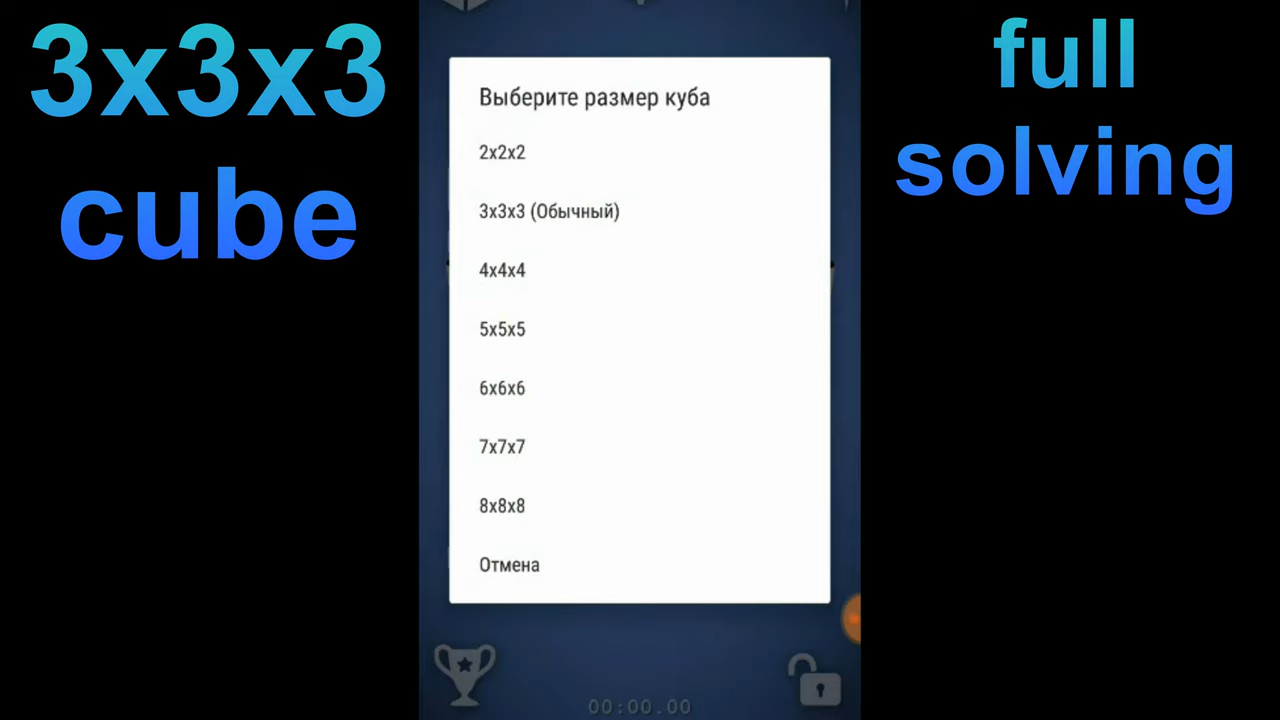 3x3x3
cube
full
solving
Выберите размер куба
2x2x2
3x3x3 (Обычный)
4x4x4
5x5x5
6x6x6
7x7x7
8x8x8
Отмена
00:00.00